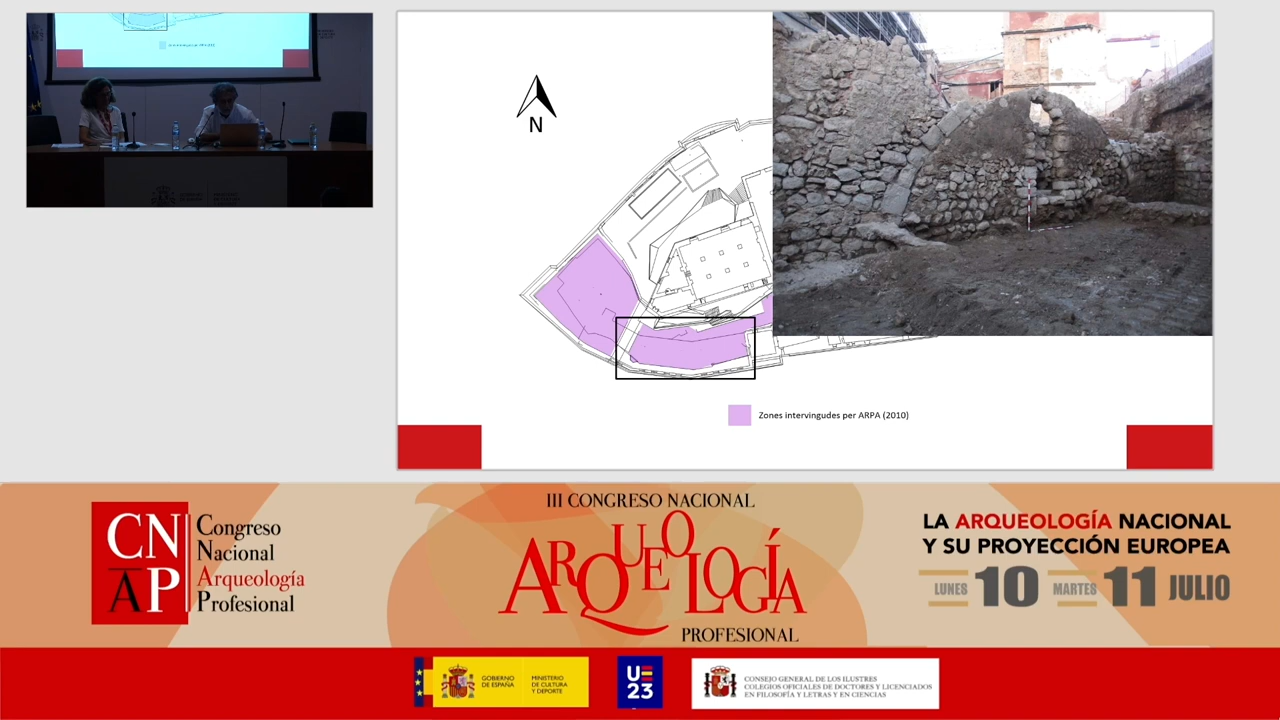 N
Zones intervingudes per ARPA (2010)
CN
AP
Congreso
Nacional
Arqueología
Profesional
III CONGRESO NACIONAL
ARQUEOLOGÍA
PROFESIONAL
LA ARQUEOLOGÍA NACIONAL
Y SU PROYECCIÓN EUROPEA
LUNES 10 MARTES 11 JULIO
GOBIERNO
DE ESPAÑA
MINISTERIO
DE CULTURA
Y DEPORTE
UE
23
CONSEJO GENERAL DE LOS ILUSTRES
COLEGIOS OFICIALES DE DOCTORES Y LICENCIADOS
EN FILOSOFÍA Y LETRAS Y EN CIENCIAS